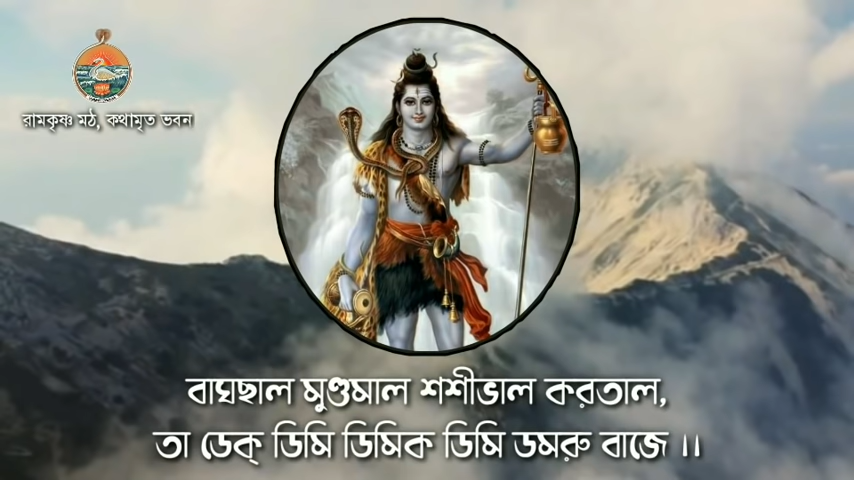 রামকৃষ্ণ মঠ, কথামৃত ভবন
বাঘছাল মুণ্ডমাল শশীভাল করতাল,
তা ডেক্ ডিমি ডিমিক ডিমি ডমরু বাজে ।।